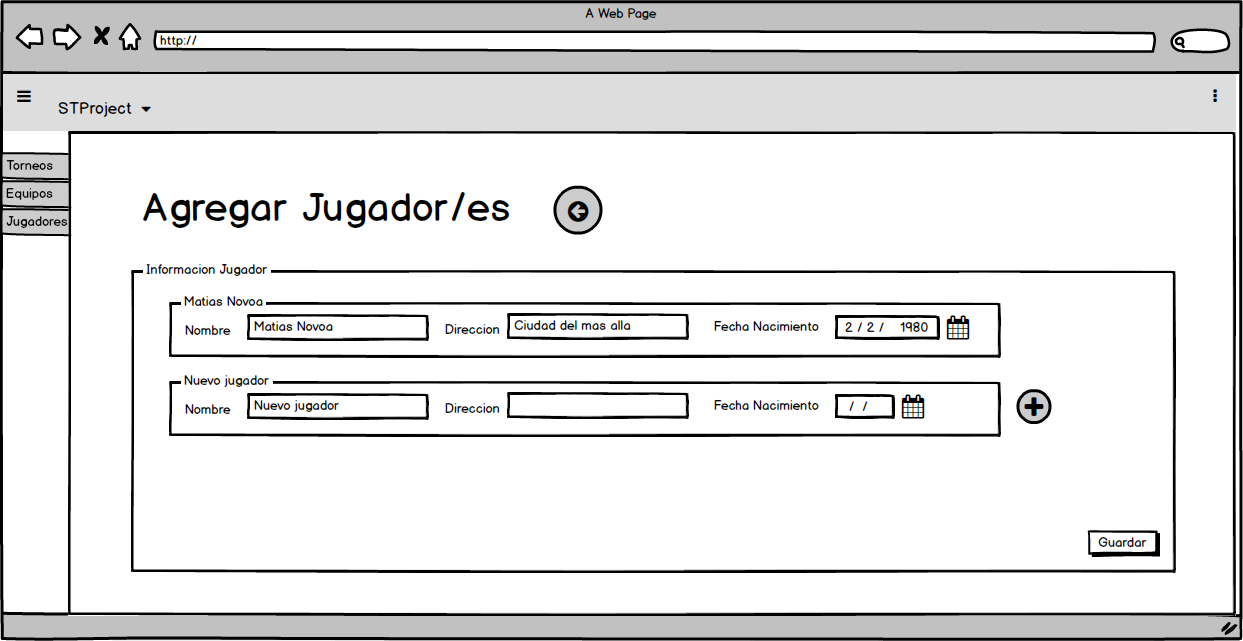 A Web Page
http://
STProject
Torneos
Equipos
Jugadores
Agregar Jugador/es
Informacion Jugador
Matias Novoa
Nombre Matias Novoa Direccion Ciudad del mas alla Fecha Nacimiento 2 / 2 / 1980
Nuevo jugador
Nombre Nuevo jugador Direccion Fecha Nacimiento / /
Guardar